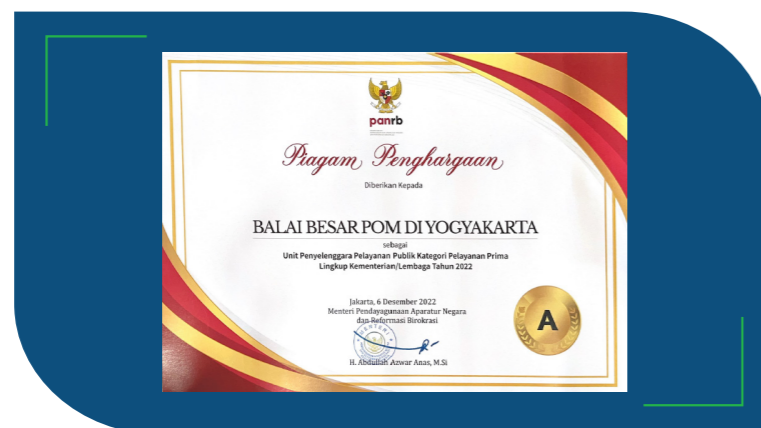 panrb
Piagam Penghargaan
Diberikan Kepada
BALAI BESAR POM DI YOGYAKARTA
sebagai
Unit Penyelenggara Pelayanan Publik Kategori Pelayanan Prima
Lingkup Kementerian/Lembaga Tahun 2022
Jakarta, 6 Desember 2022
Menteri Pendayagunaan Aparatur Negara
dan Reformasi Birokrasi
MENTERI
H. Abdullah Azwar Anas, M.Si
A